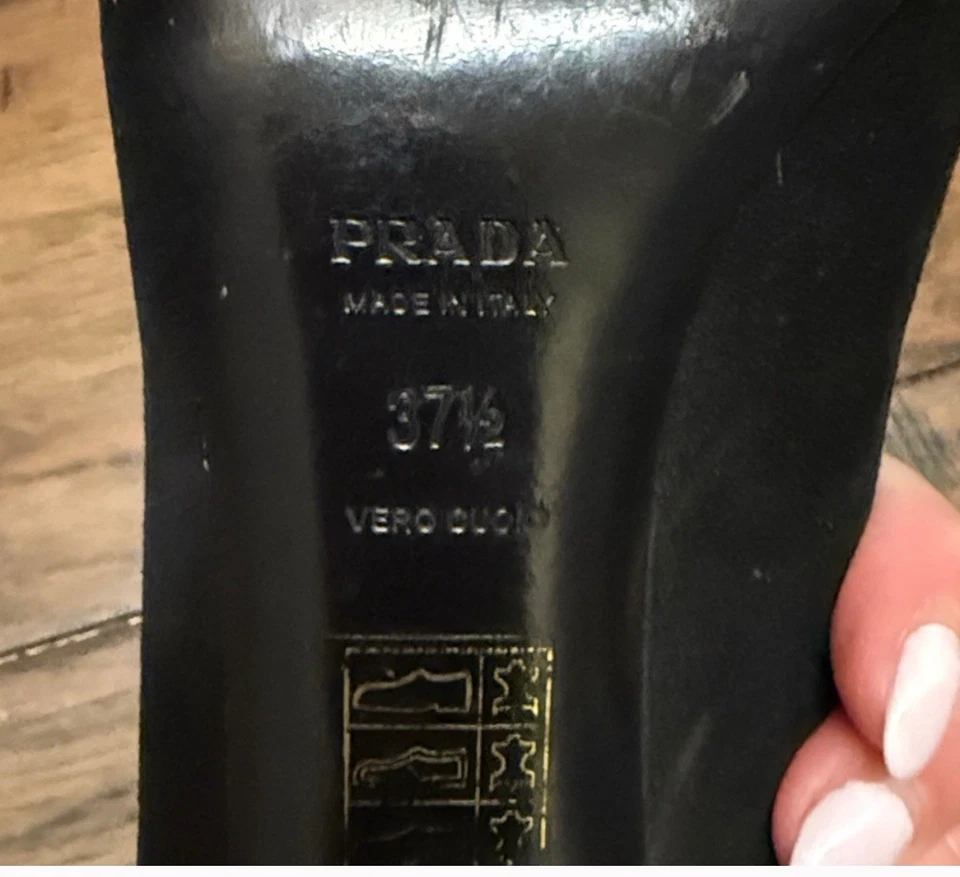 PRADA
MADE IN ITALY
37½
VERO CUOIO